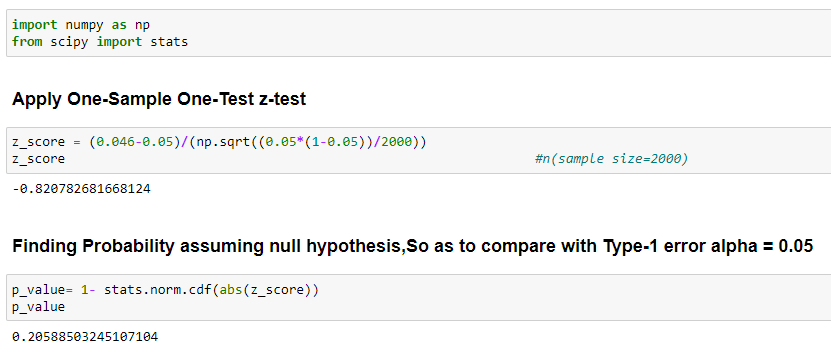 import numpy as np
from scipy import stats
Apply One-Sample One-Test z-test
z_score = (0.046-0.05)/(np.sqrt((0.05*(1-0.05))/2000))
z_score #n(sample size=2000)
-0.820782681668124
Finding Probability assuming null hypothesis,So as to compare with Type-1 error alpha = 0.05
p_value= 1- stats.norm.cdf(abs(z_score))
p_value
0.20588503245107104